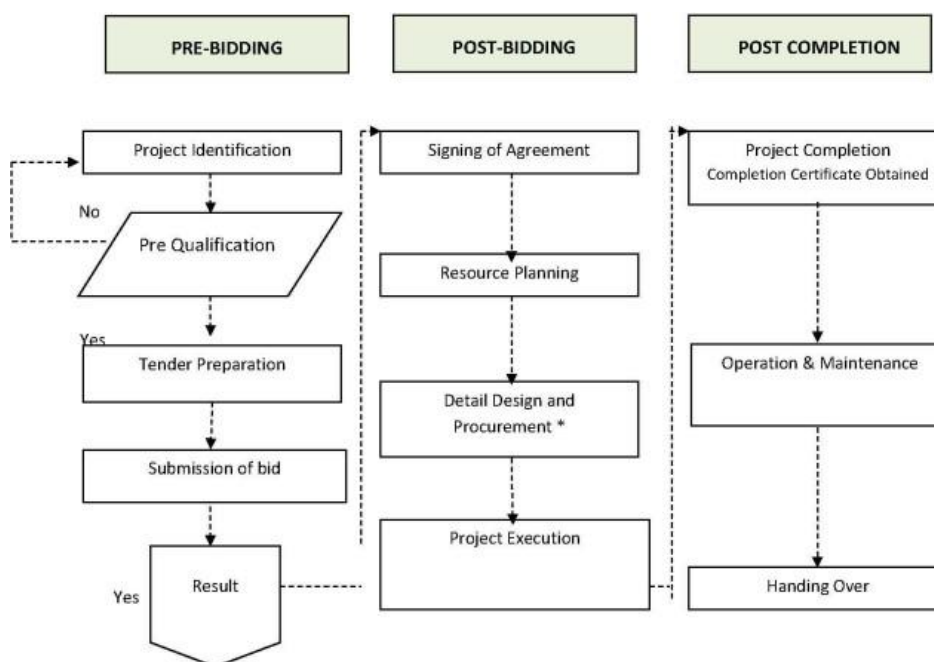 PRE-BIDDING
POST-BIDDING
POST COMPLETION
Project Identification
No
Pre Qualification
Yes
Tender Preparation
Submission of bid
Result
Yes
Signing of Agreement
Resource Planning
Detail Design and
Procurement *
Project Execution
Project Completion
Completion Certificate Obtained
Operation & Maintenance
Handing Over